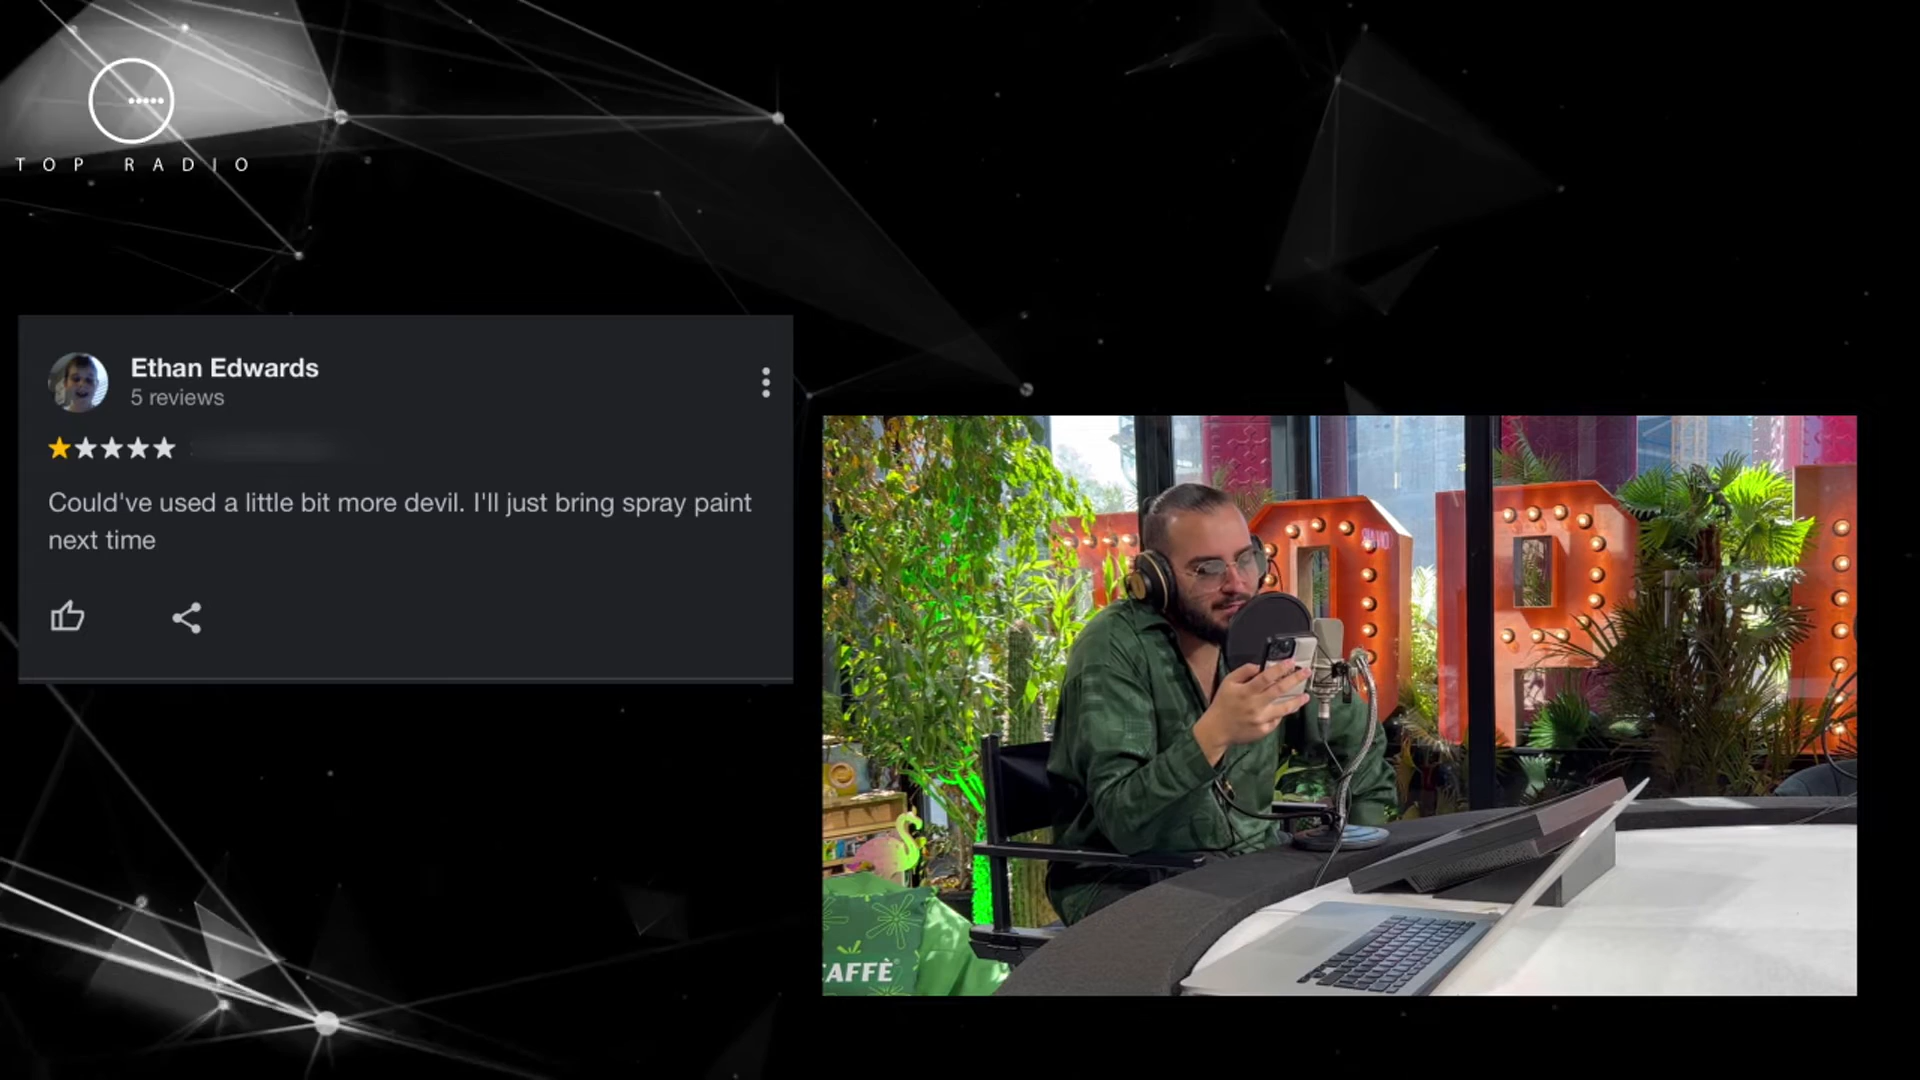 TOP RADIO
Ethan Edwards
5 reviews
Could've used a little bit more devil. I'll just bring spray paint
next time
CAFFÈ